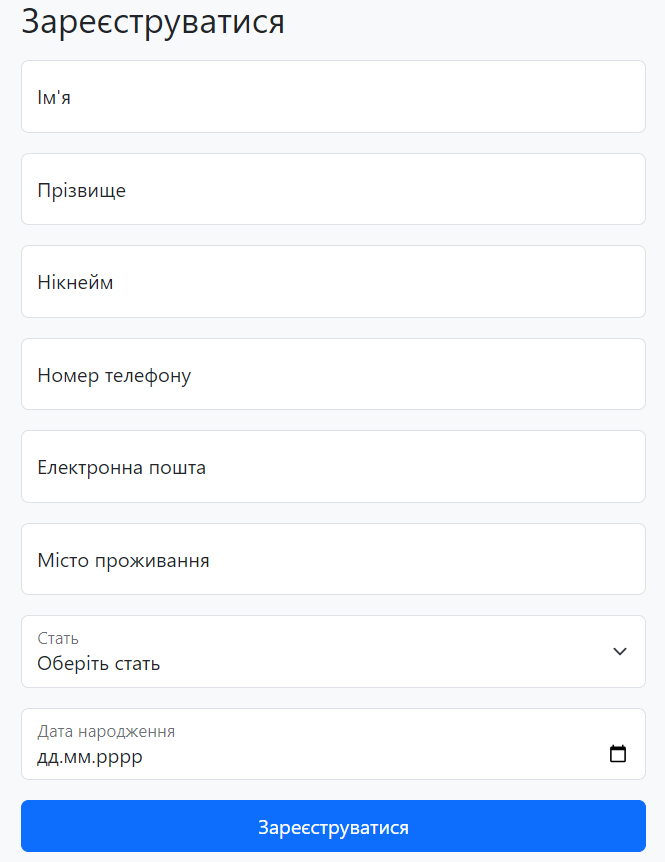 Зареєструватися
Ім'я
Прізвище
Нікнейм
Номер телефону
Електронна пошта
Місто проживання
Стать
Оберіть стать
Дата народження
дд.мм.рррр
Зареєструватися